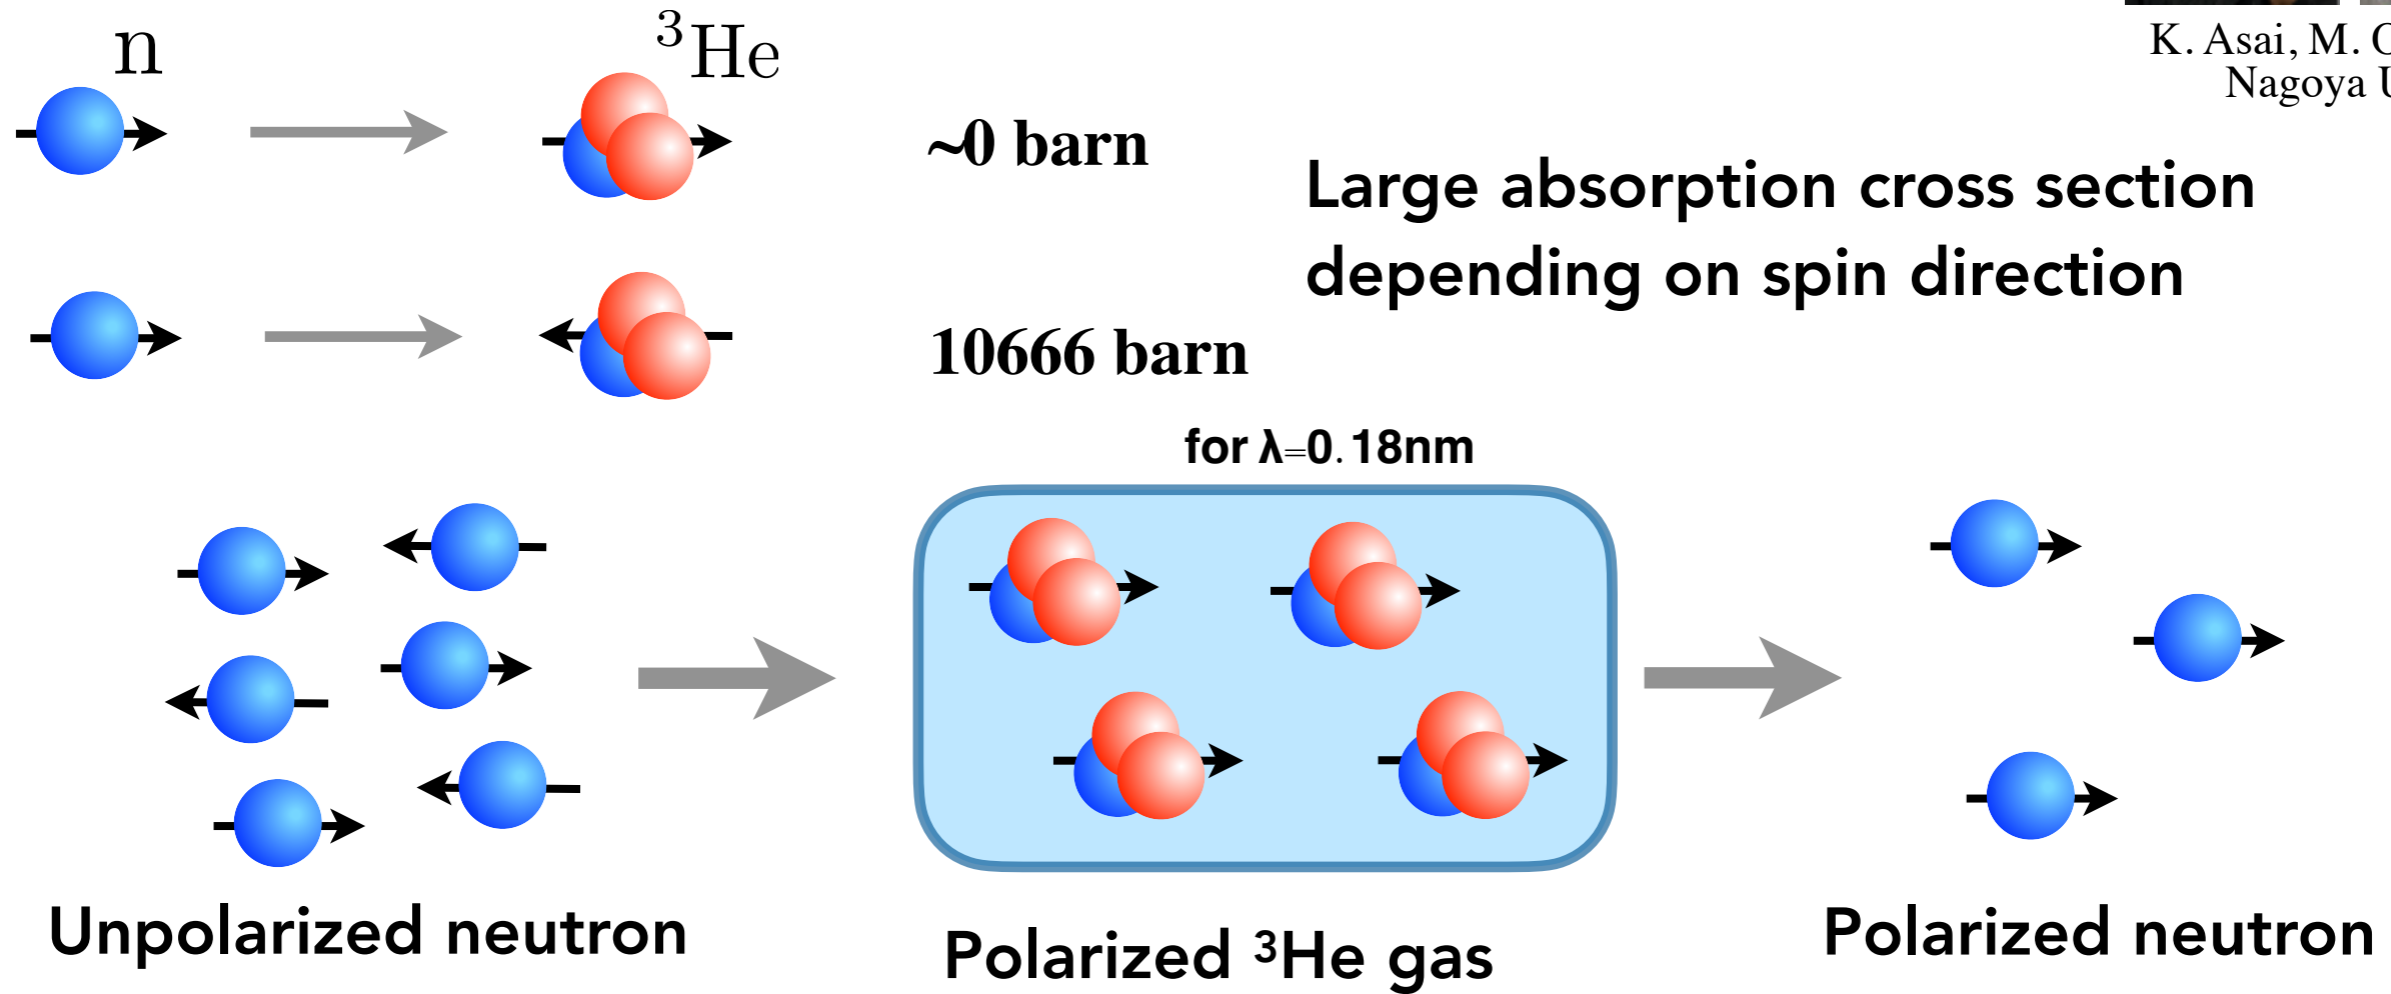 n
³He
K. Asai, M.
Nagoya
~0 barn
Large absorption cross section
depending on spin direction
10666 barn
for λ=0.18nm
Unpolarized neutron
Polarized ³He gas
Polarized neutron